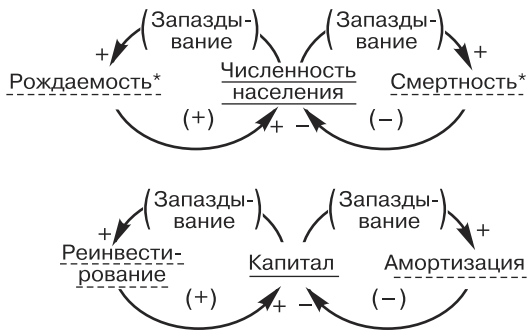 (Запазды-
вание)
(Запазды-
вание)
+
+
Рождаемость*
Численность
населения
Смертность*
(+)
+ −
(−)
(Запазды-
вание)
(Запазды-
вание)
+
+
Реинвести-
рование
Капитал
Амортизация
(+)
+ −
(−)